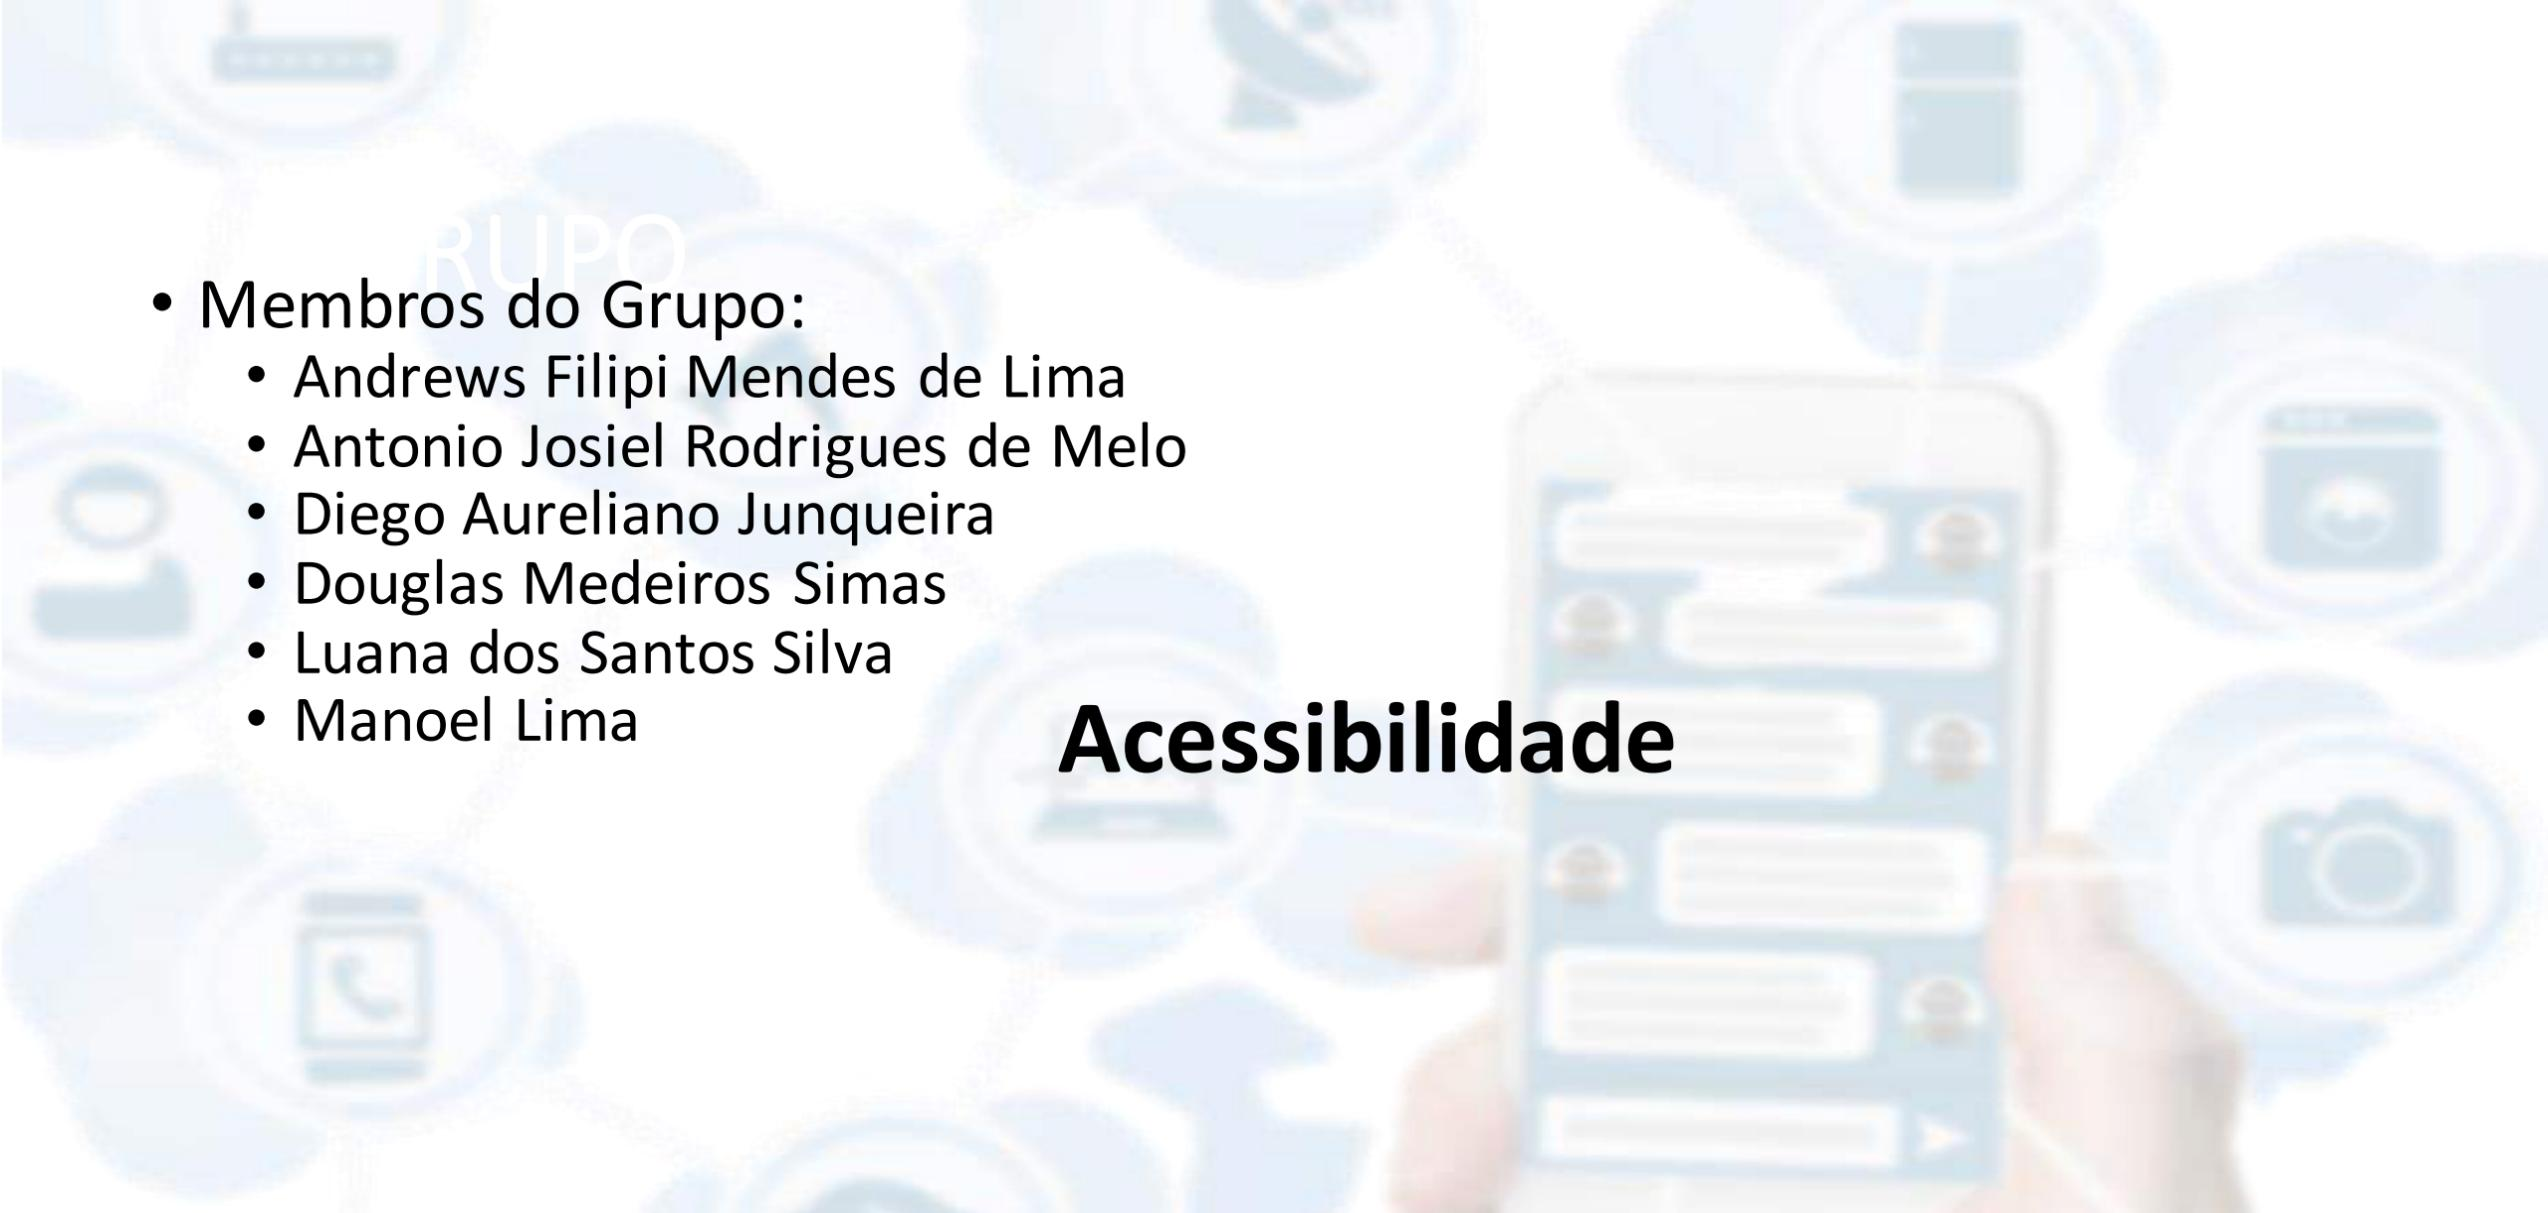 GRUPO
• Membros do Grupo:
• Andrews Filipi Mendes de Lima
• Antonio Josiel Rodrigues de Melo
• Diego Aureliano Junqueira
• Douglas Medeiros Simas
• Luana dos Santos Silva
• Manoel Lima
Acessibilidade